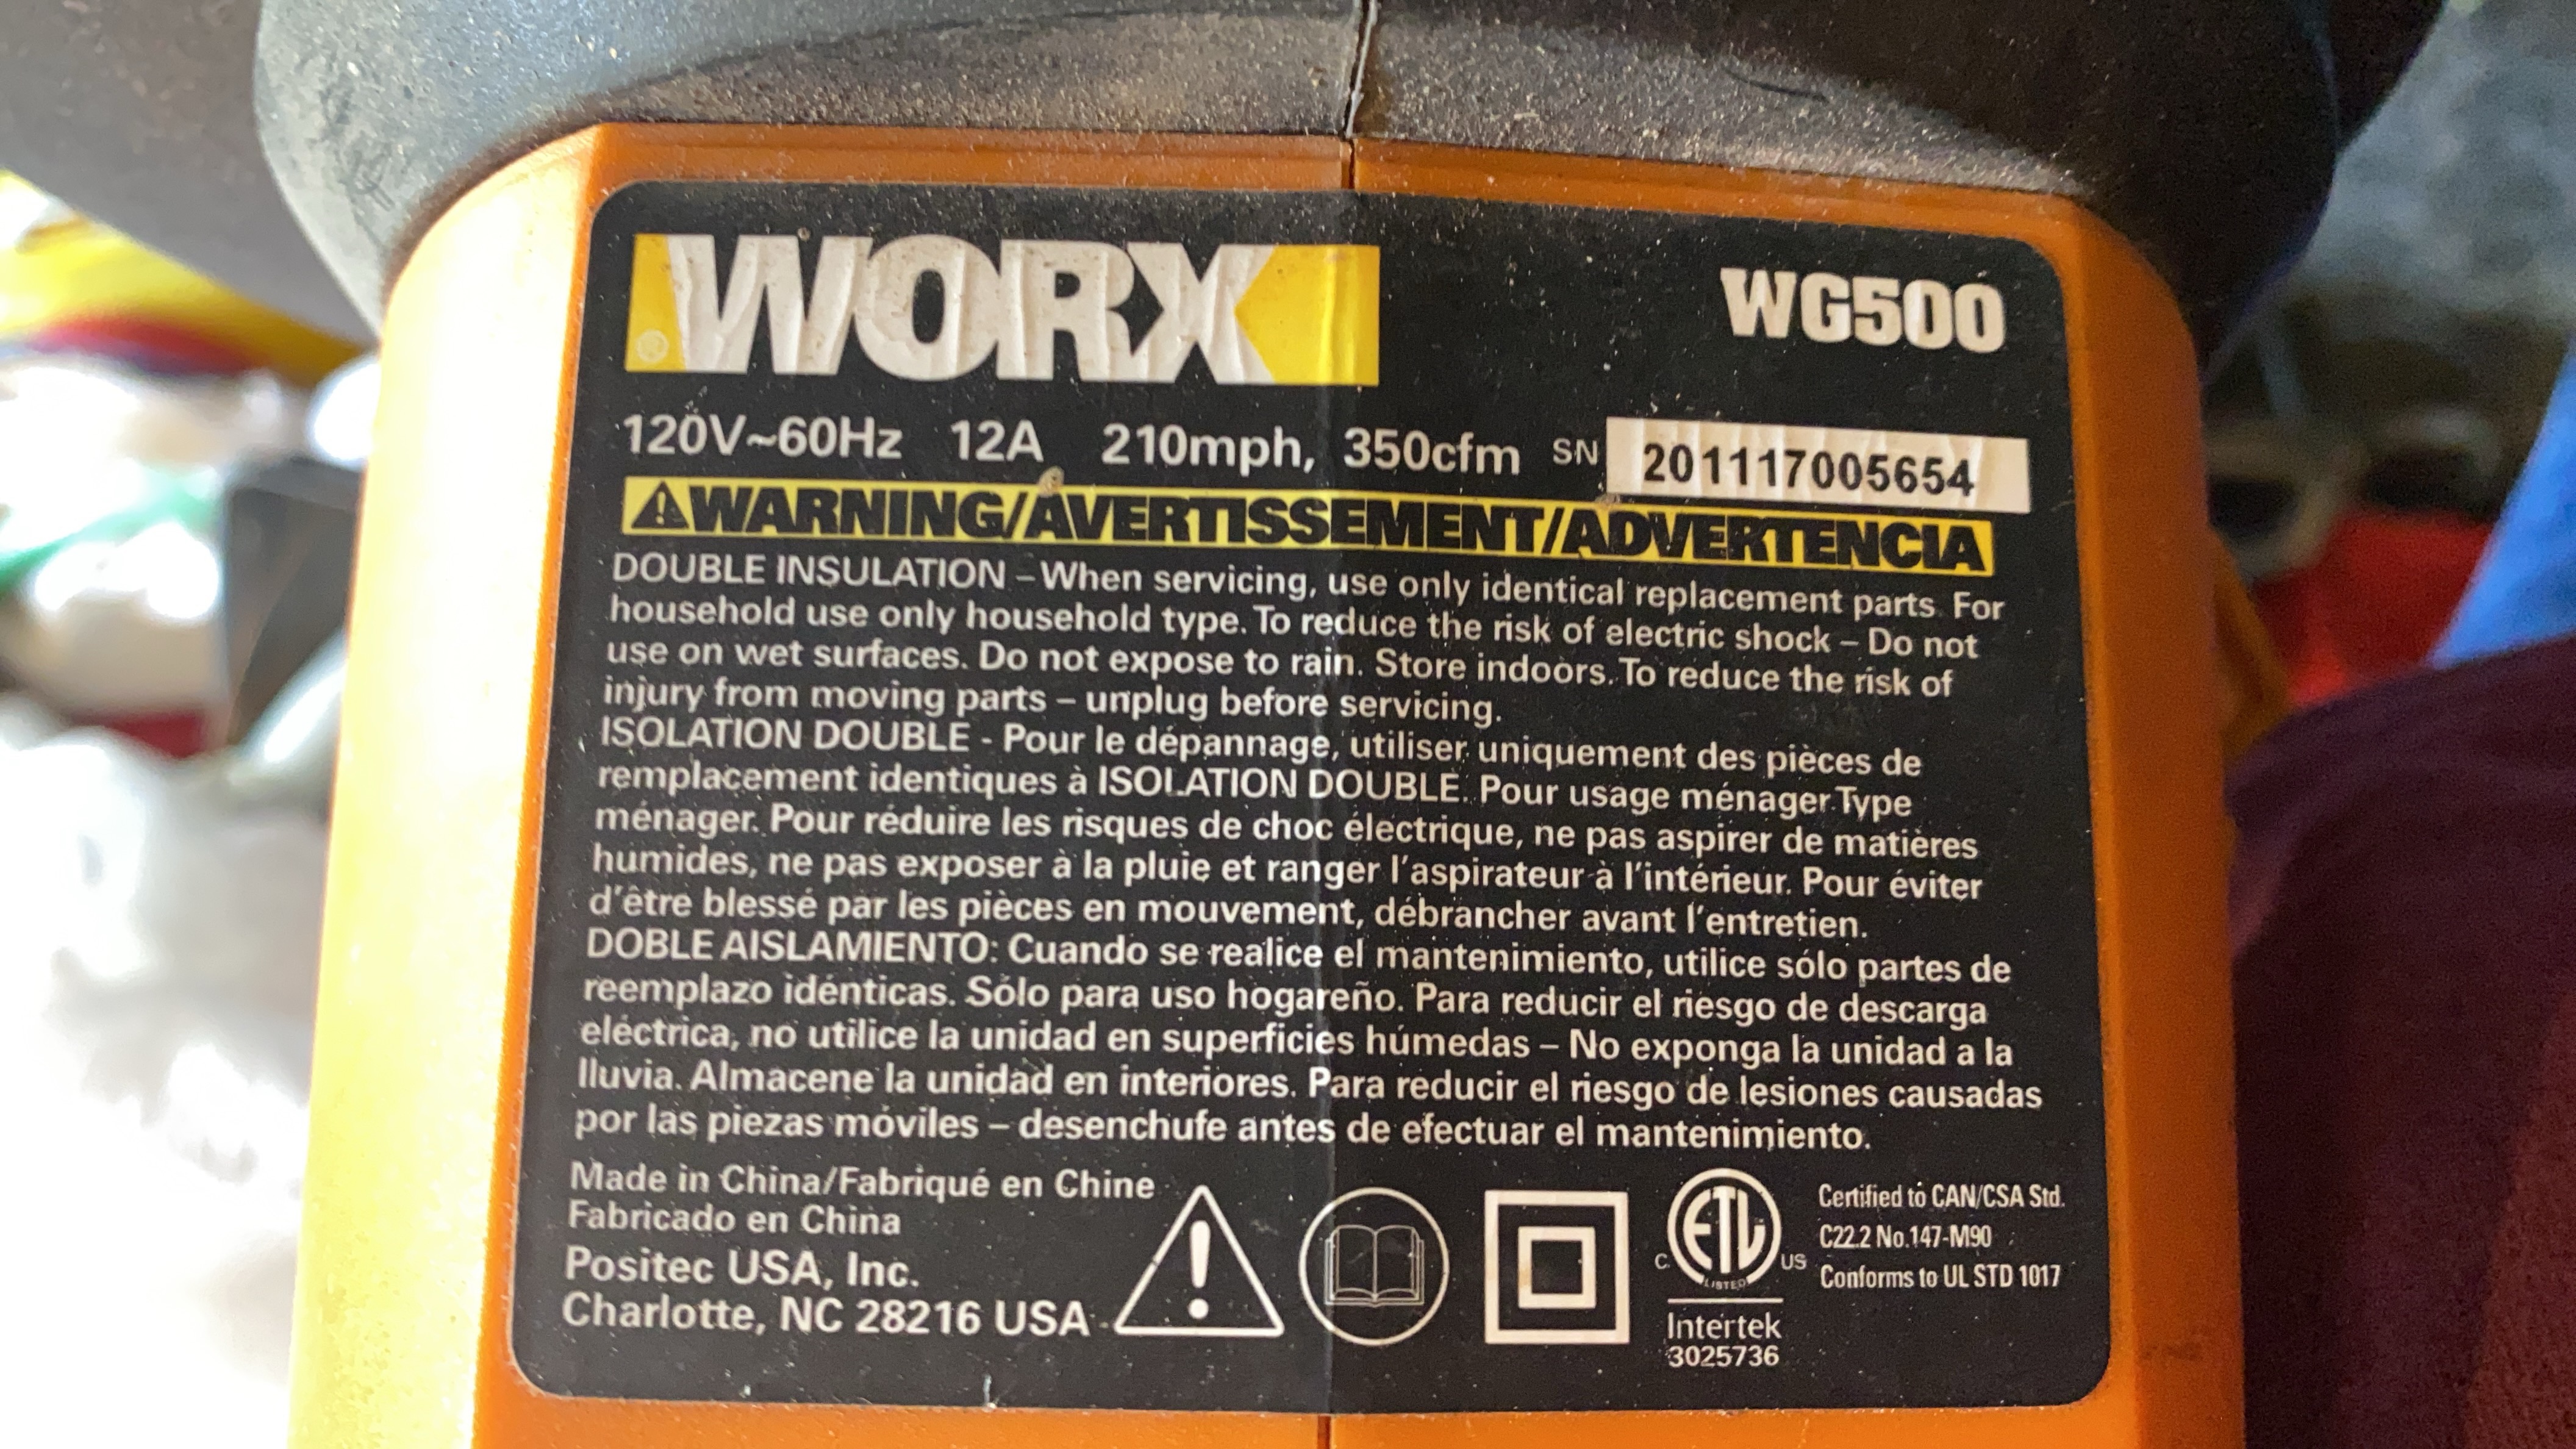 WORX
®
WG500
120V~60Hz 12A 210mph, 350cfm SN 201117005654
WARNING/AVERTISSEMENT/ADVERTENCIA
DOUBLE INSULATION – When servicing, use only identical replacement parts. For
household use only household type. To reduce the risk of electric shock – Do not
use on wet surfaces. Do not expose to rain. Store indoors. To reduce the risk of
injury from moving parts – unplug before servicing.
ISOLATION DOUBLE - Pour le dépannage, utiliser uniquement des pièces de
remplacement identiques à ISOLATION DOUBLE. Pour usage ménager Type
ménager. Pour réduire les risques de choc électrique, ne pas aspirer de matières
humides, ne pas exposer à la pluie et ranger l'aspirateur à l'intérieur. Pour éviter
d'être blessé par les pièces en mouvement, débrancher avant l'entretien.
DOBLE AISLAMIENTO: Cuando se realice el mantenimiento, utilice sólo partes de
reemplazo idénticas. Sólo para uso hogareño. Para reducir el riesgo de descarga
eléctrica, no utilice la unidad en superficies húmedas – No exponga la unidad a la
lluvia. Almacene la unidad en interiores. Para reducir el riesgo de lesiones causadas
por las piezas móviles – desenchufe antes de efectuar el mantenimiento.
Made in China/Fabriqué en Chine
Fabricado en China
Positec USA, Inc.
Charlotte, NC 28216 USA
C ETL US
LISTED
Intertek
3025736
Certified to CAN/CSA Std.
C22.2 No.147-M90
Conforms to UL STD 1017